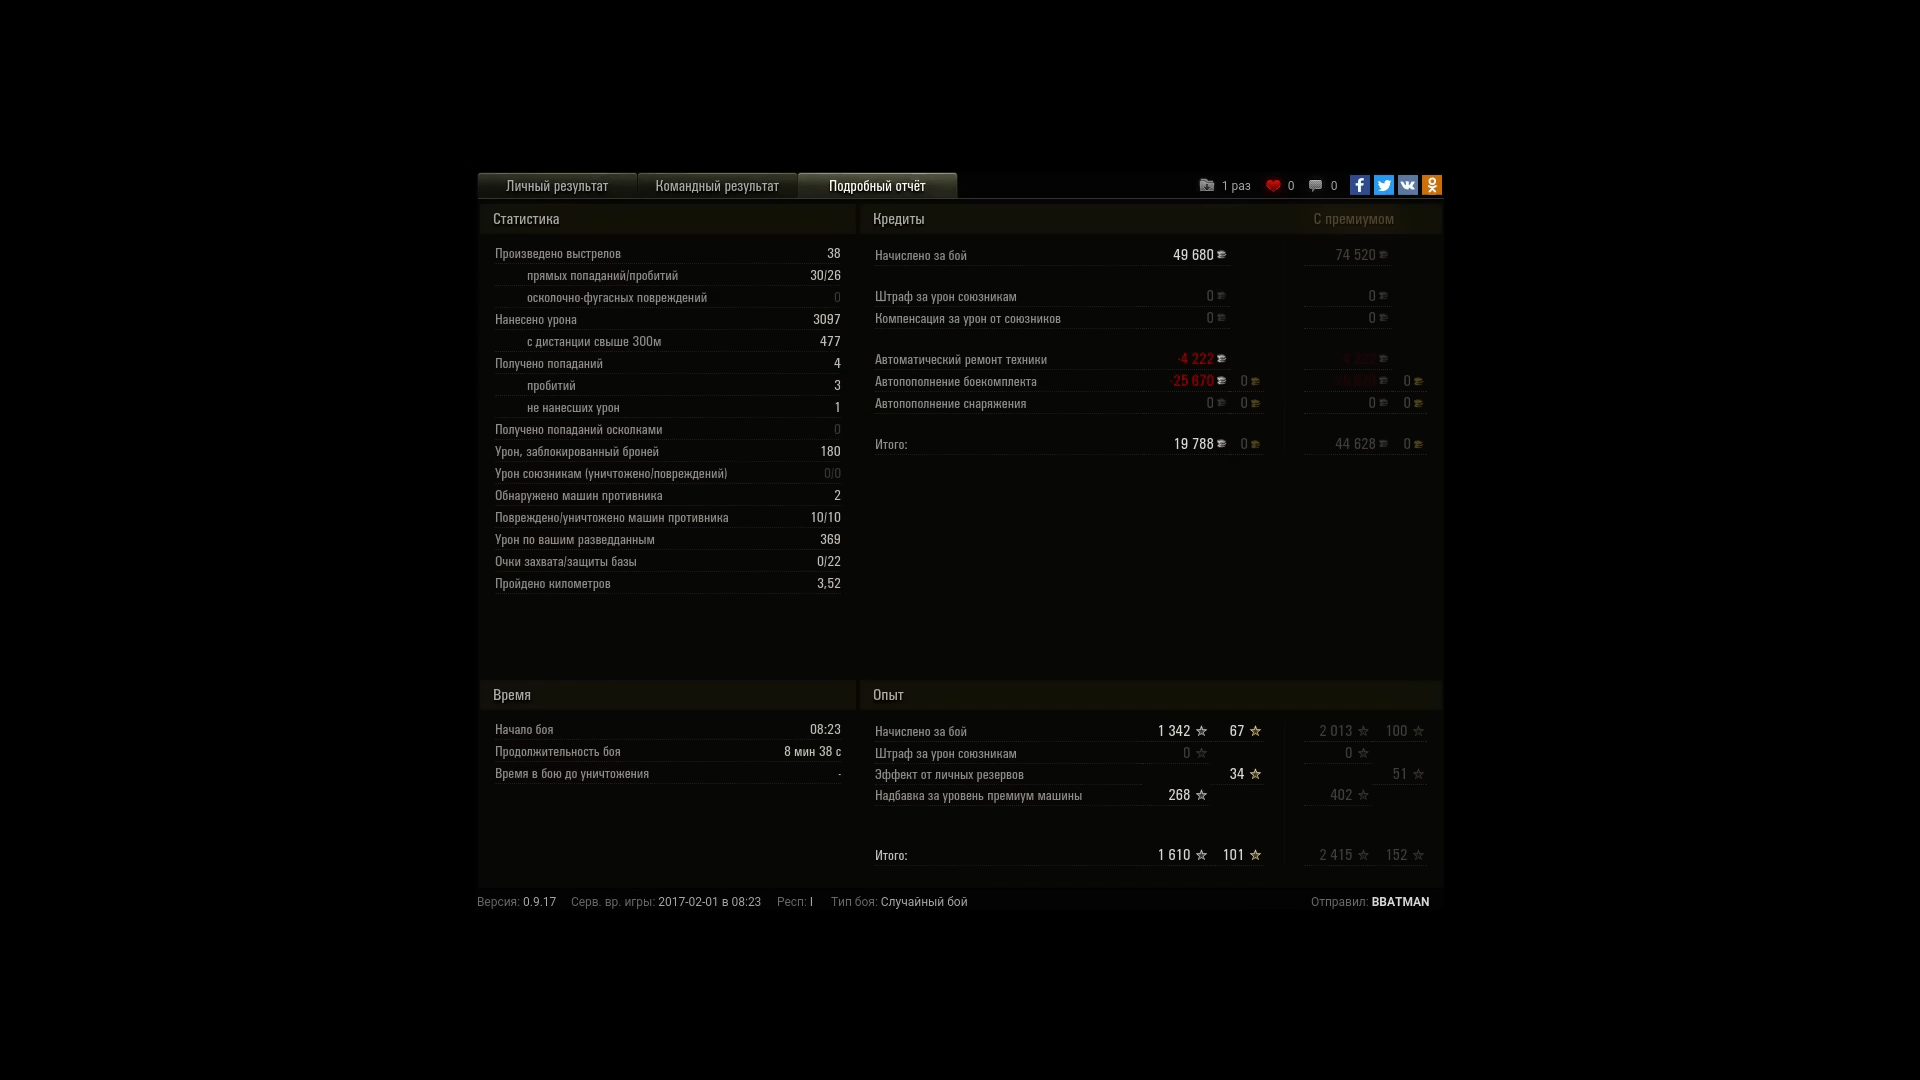 Личный результат Командный результат Подробный отчёт 1 раз 0 0
Статистика
Произведено выстрелов 38
прямых попаданий/пробитий 30/26
осколочно-фугасных повреждений 0
Нанесено урона 3097
с дистанции свыше 300м 477
Получено попаданий 4
пробитий 3
не нанесших урон 1
Получено попаданий осколками 0
Урон, заблокированный броней 180
Урон союзникам (уничтожено/повреждений) 0/0
Обнаружено машин противника 2
Повреждено/уничтожено машин противника 10/10
Урон по вашим разведданным 369
Очки захвата/защиты базы 0/22
Пройдено километров 3,52
Кредиты С премиумом
Начислено за бой 49 680 74 520
Штраф за урон союзникам 0 0
Компенсация за урон от союзников 0 0
Автоматический ремонт техники -4 222
Автопополнение боекомплекта -25 670 0 0
Автопополнение снаряжения 0 0 0 0
Итого: 19 788 0 44 628 0
Время
Начало боя 08:23
Продолжительность боя 8 мин 38 с
Время в бою до уничтожения -
Опыт
Начислено за бой 1 342 67 2 013 100
Штраф за урон союзникам 0 0
Эффект от личных резервов 34 51
Надбавка за уровень премиум машины 268 402
Итого: 1 610 101 2 415 152
Версия: 0.9.17 Серв. вр. игры: 2017-02-01 в 08:23 Респ: I Тип боя: Случайный бой Отправил: BBATMAN